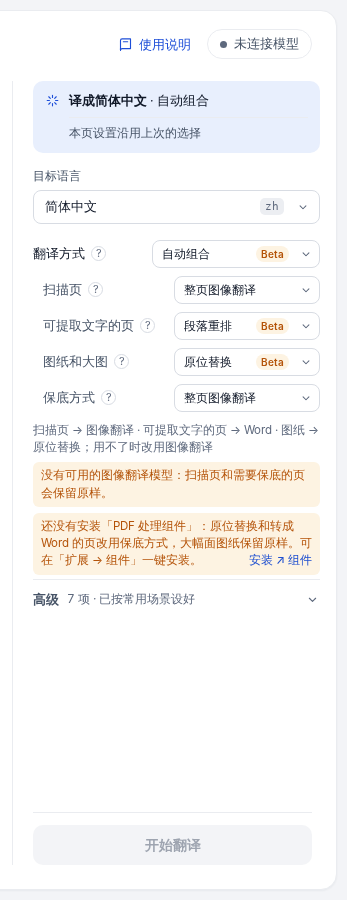 使用说明
未连接模型
译成简体中文 · 自动组合
本页设置沿用上次的选择
目标语言
简体中文 zh
翻译方式 ? 自动组合 Beta
扫描页 ? 整页图像翻译
可提取文字的页 ? 段落重排 Beta
图纸和大图 ? 原位替换 Beta
保底方式 ? 整页图像翻译
扫描页 → 图像翻译 · 可提取文字的页 → Word · 图纸 →
原位替换；用不了时改用图像翻译
没有可用的图像翻译模型：扫描页和需要保底的页
会保留原样。
还没有安装「PDF 处理组件」：原位替换和转成
Word 的页改用保底方式，大幅面图纸保留原样。可
在「扩展 → 组件」一键安装。 安装 ↗ 组件
高级 7 项 · 已按常用场景设好
开始翻译